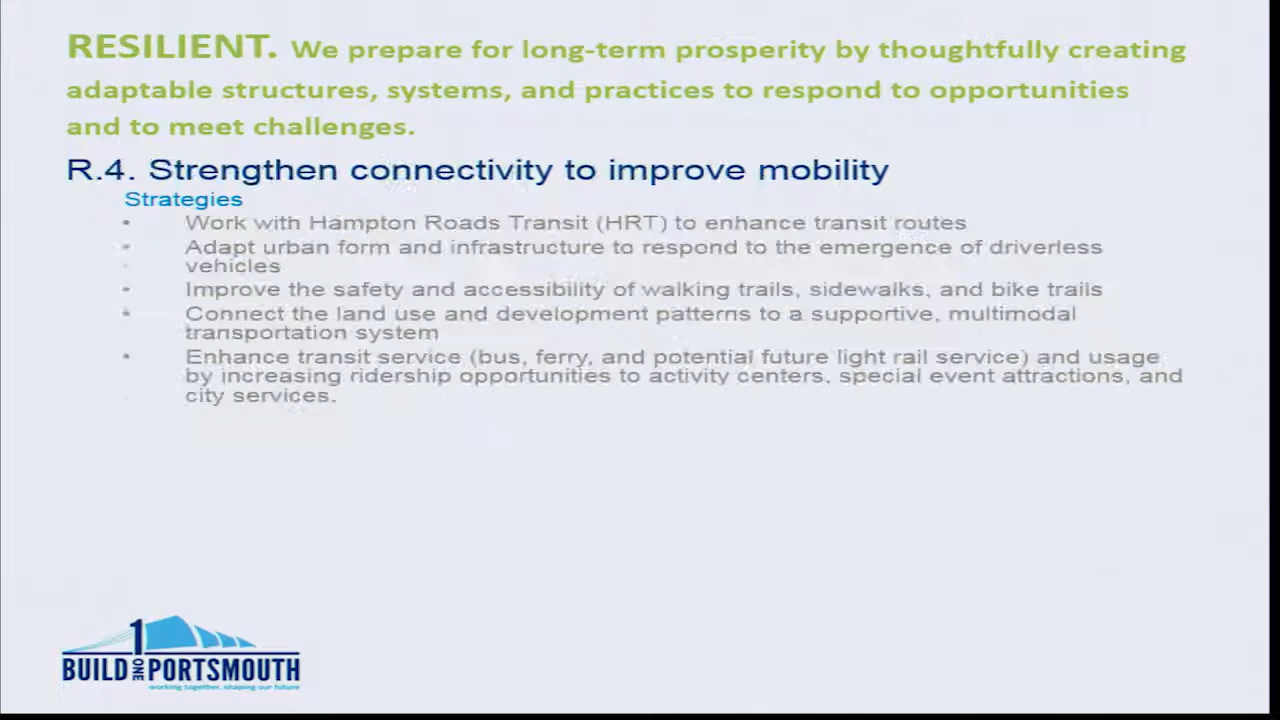 RESILIENT. We prepare for long-term prosperity by thoughtfully creating
adaptable structures, systems, and practices to respond to opportunities
and to meet challenges.
R.4. Strengthen connectivity to improve mobility
Strategies
• Work with Hampton Roads Transit (HRT) to enhance transit routes
• Adapt urban form and infrastructure to respond to the emergence of driverless
vehicles
• Improve the safety and accessibility of walking trails, sidewalks, and bike trails
• Connect the land use and development patterns to a supportive, multimodal
transportation system
• Enhance transit service (bus, ferry, and potential future light rail service) and usage
by increasing ridership opportunities to activity centers, special event attractions, and
city services.
1
BUILD ONE PORTSMOUTH
working together, shaping our future